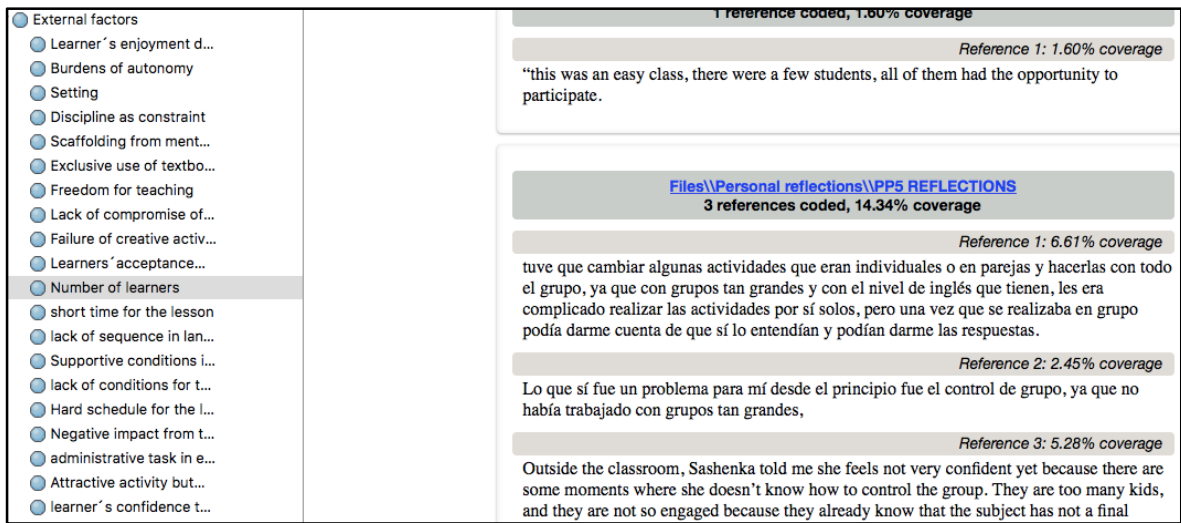 External factors
Learner´s enjoyment d...
Burdens of autonomy
Setting
Discipline as constraint
Scaffolding from ment...
Exclusive use of textbo...
Freedom for teaching
Lack of compromise of...
Failure of creative activ...
Learners´acceptance...
Number of learners
short time for the lesson
lack of sequence in lan...
Supportive conditions i...
lack of conditions for t...
Hard schedule for the l...
Negative impact from t...
administrative task in e...
Attractive activity but...
learner´s confidence t...
1 reference coded, 1.60% coverage
Reference 1: 1.60% coverage
“this was an easy class, there were a few students, all of them had the opportunity to
participate.
Files\\Personal reflections\\PP5 REFLECTIONS
3 references coded, 14.34% coverage
Reference 1: 6.61% coverage
tuve que cambiar algunas actividades que eran individuales o en parejas y hacerlas con todo
el grupo, ya que con grupos tan grandes y con el nivel de inglés que tienen, les era
complicado realizar las actividades por sí solos, pero una vez que se realizaba en grupo
podía darme cuenta de que sí lo entendían y podían darme las respuestas.
Reference 2: 2.45% coverage
Lo que sí fue un problema para mí desde el principio fue el control de grupo, ya que no
había trabajado con grupos tan grandes,
Reference 3: 5.28% coverage
Outside the classroom, Sashenka told me she feels not very confident yet because there are
some moments where she doesn’t know how to control the group. They are too many kids,
and they are not so engaged because they already know that the subject has not a final